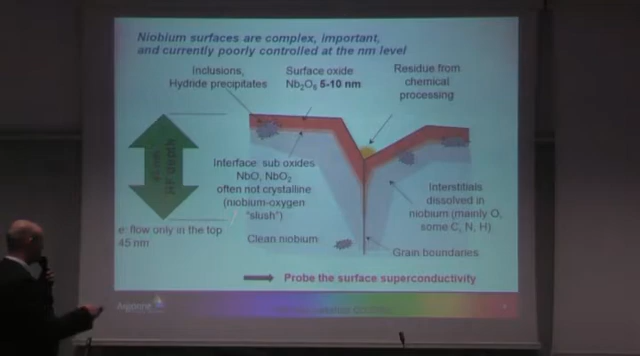 Niobium surfaces are complex, important,
and currently poorly controlled at the nm level
Inclusions,
Hydride precipitates
Surface oxide
Nb2O5 5-10 nm
Residue from
chemical
processing
Interface: sub oxides
NbO, NbO2
often not crystalline
(niobium-oxygen
"slush")
Interstitials
dissolved in
niobium (mainly O,
some C, N, H)
e- flow only in the top
45 nm
Clean niobium
Grain boundaries
Probe the surface superconductivity
Argonne